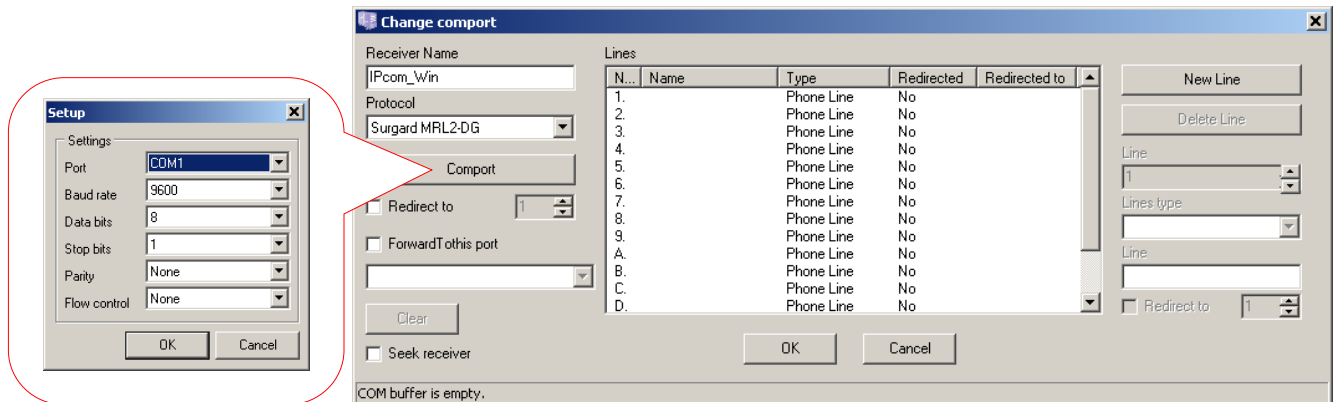 Setup
Settings
Port COM1
Baud rate 9600
Data bits 8
Stop bits 1
Parity None
Flow control None
OK Cancel
Change comport
Receiver Name
IPcom_Win
Protocol
Surgard MRL2-DG
Comport
Redirect to 1
ForwardTothis port
Clear
Seek receiver
Lines
N... Name Type Redirected Redirected to
1. Phone Line No
2. Phone Line No
3. Phone Line No
4. Phone Line No
5. Phone Line No
6. Phone Line No
7. Phone Line No
8. Phone Line No
9. Phone Line No
A. Phone Line No
B. Phone Line No
C. Phone Line No
D. Phone Line No
OK Cancel
New Line
Delete Line
Line
1
Lines type
Line
Redirect to 1
COM buffer is empty.